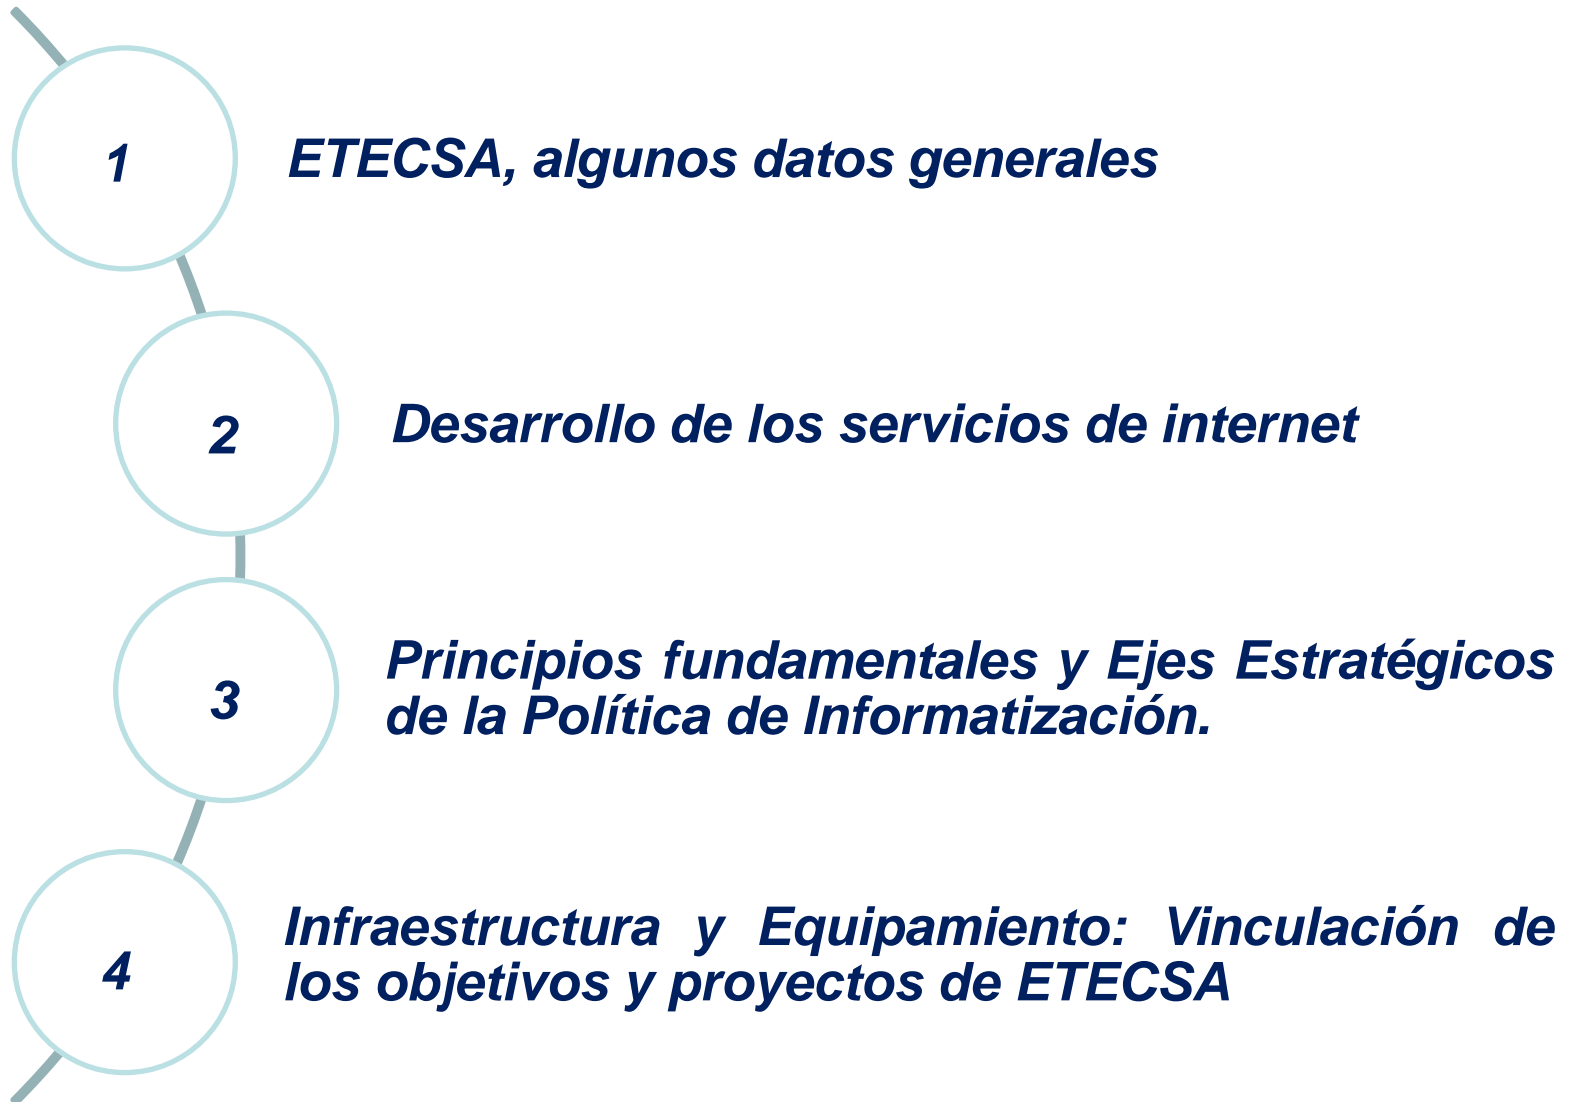 1
ETECSA, algunos datos generales
2
Desarrollo de los servicios de internet
3
Principios fundamentales y Ejes Estratégicos
de la Política de Informatización.
4
Infraestructura y Equipamiento: Vinculación de
los objetivos y proyectos de ETECSA